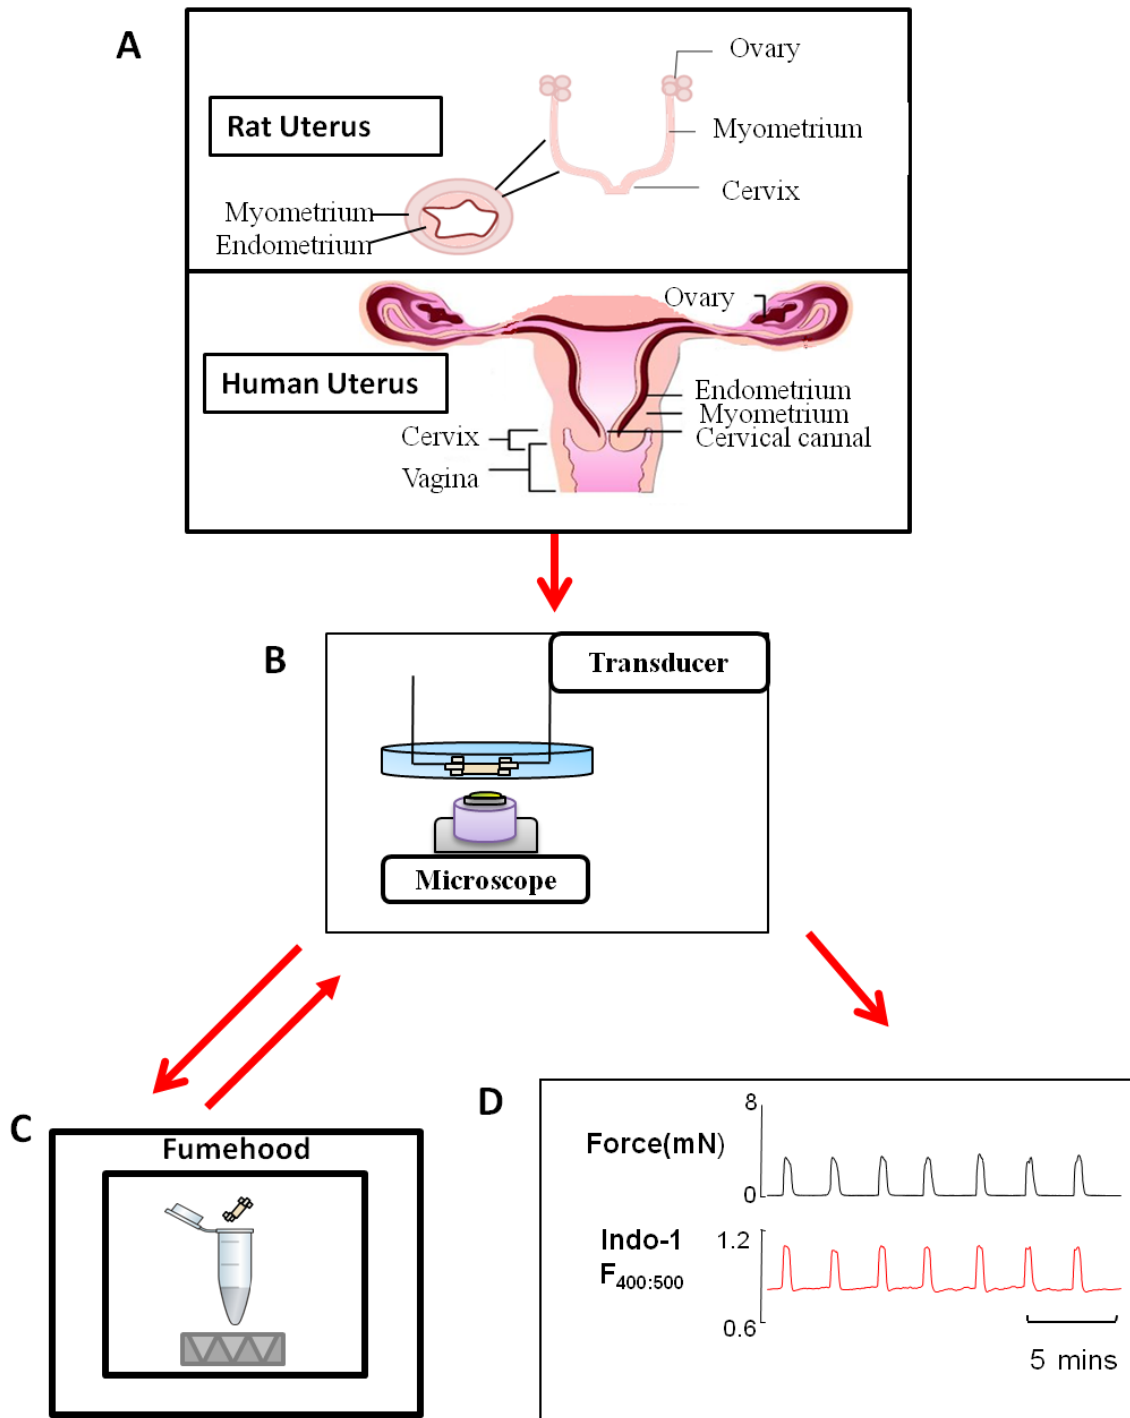 A
Ovary
Rat Uterus
Myometrium
Cervix
Myometrium
Endometrium
Ovary
Human Uterus
Endometrium
Myometrium
Cervical cannal
Cervix
Vagina
B
Transducer
Microscope
C
Fumehood
D
8
Force(mN)
0
1.2
Indo-1
F400:500
0.6
5 mins